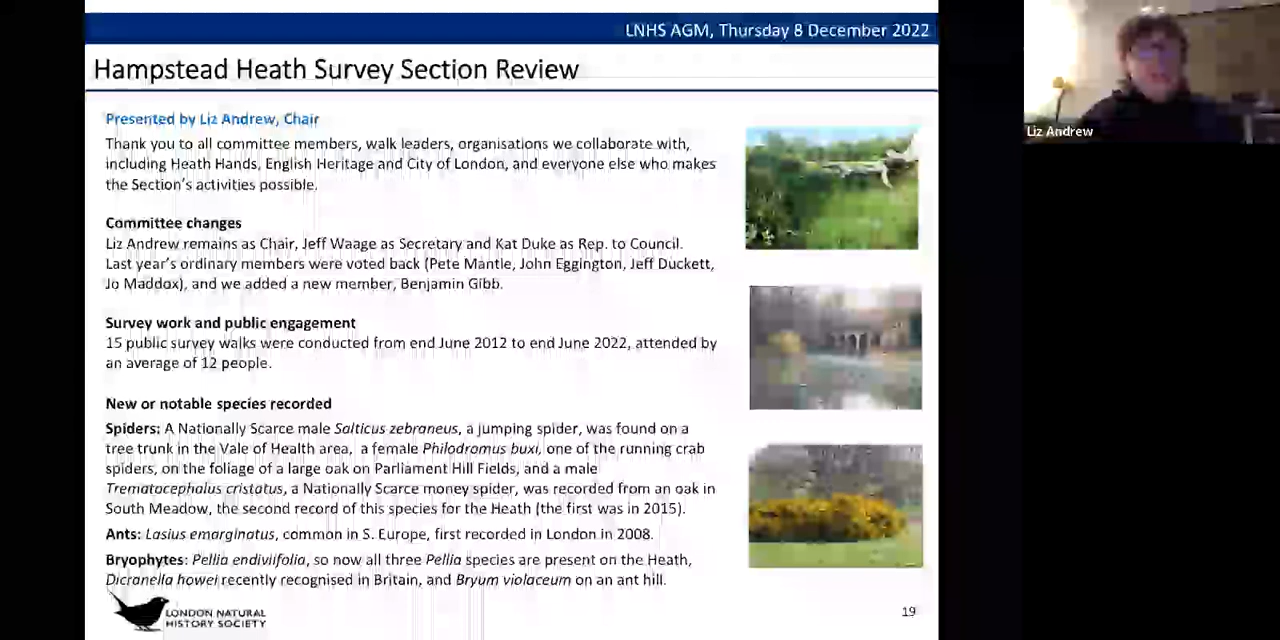 LNHS AGM, Thursday 8 December 2022
Hampstead Heath Survey Section Review
Presented by Liz Andrew, Chair
Thank you to all committee members, walk leaders, organisations we collaborate with,
including Heath Hands, English Heritage and City of London, and everyone else who makes
the Section's activities possible.
Committee changes
Liz Andrew remains as Chair, Jeff Waage as Secretary and Kat Duke as Rep. to Council.
Last year's ordinary members were voted back (Pete Mantle, John Eggington, Jeff Duckett,
Jo Maddox), and we added a new member, Benjamin Gibb.
Survey work and public engagement
15 public survey walks were conducted from end June 2012 to end June 2022, attended by
an average of 12 people.
New or notable species recorded
Spiders: A Nationally Scarce male Salticus zebraneus, a jumping spider, was found on a
tree trunk in the Vale of Health area, a female Philodromus buxi, one of the running crab
spiders, on the foliage of a large oak on Parliament Hill Fields, and a male
Trematocephalus cristatus, a Nationally Scarce money spider, was recorded from an oak in
South Meadow, the second record of this species for the Heath (the first was in 2015).
Ants: Lasius emarginatus, common in S. Europe, first recorded in London in 2008.
Bryophytes: Pellia endiviifolia, so now all three Pellia species are present on the Heath,
Dicranella howei recently recognised in Britain, and Bryum violaceum on an ant hill.
LONDON NATURAL
HISTORY SOCIETY
19
Liz Andrew